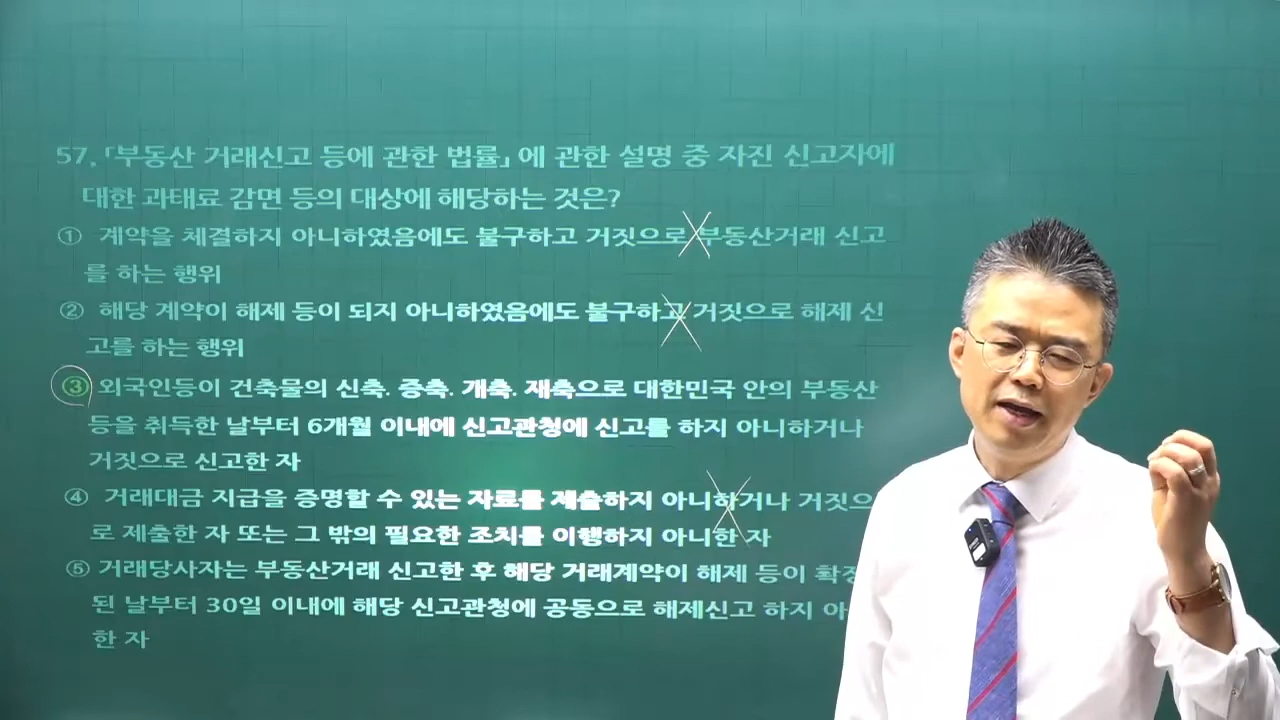 57. 「부동산 거래신고 등에 관한 법률」에 관한 설명 중 자진 신고자에
대한 과태료 감면 등의 대상에 해당하는 것은?
① 계약을 체결하지 아니하였음에도 불구하고 거짓으로 부동산거래 신고
를 하는 행위
② 해당 계약이 해제 등이 되지 아니하였음에도 불구하고 거짓으로 해제 신
고를 하는 행위
③ 외국인등이 건축물의 신축. 증축. 개축. 재축으로 대한민국 안의 부동산
등을 취득한 날부터 6개월 이내에 신고관청에 신고를 하지 아니하거나
거짓으로 신고한 자
④ 거래대금 지급을 증명할 수 있는 자료를 제출하지 아니하거나 거짓으
로 제출한 자 또는 그 밖의 필요한 조치를 이행하지 아니한 자
⑤ 거래당사자는 부동산거래 신고한 후 해당 거래계약이 해제 등이
된 날부터 30일 이내에 해당 신고관청에 공동으로 해제신고 하지
한 자